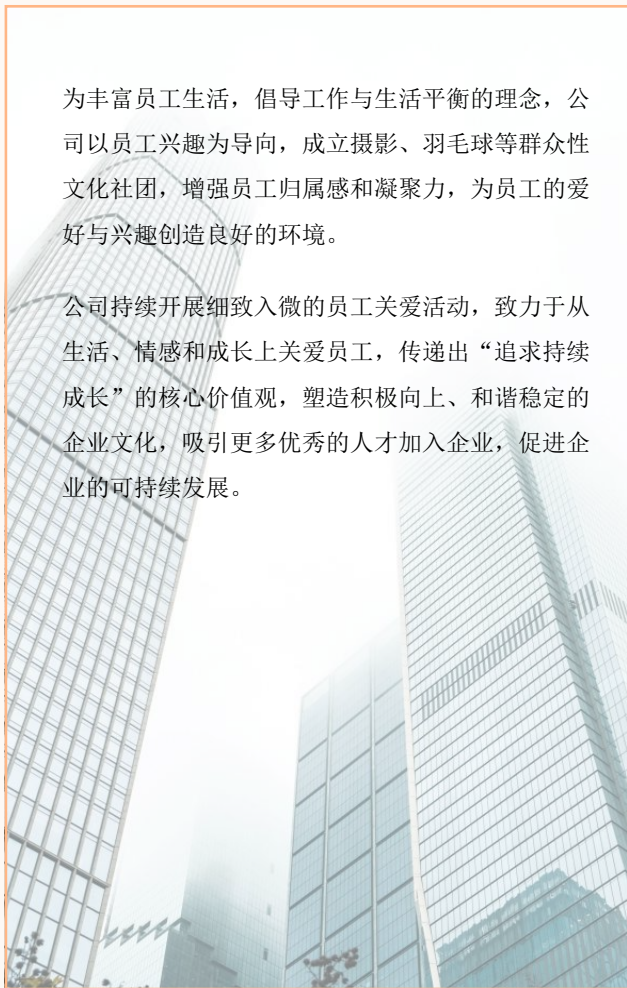 为丰富员工生活，倡导工作与生活平衡的理念，公
司以员工兴趣为导向，成立摄影、羽毛球等群众性
文化社团，增强员工归属感和凝聚力，为员工的爱
好与兴趣创造良好的环境。
公司持续开展细致入微的员工关爱活动，致力于从
生活、情感和成长上关爱员工，传递出“追求持续
成长”的核心价值观，塑造积极向上、和谐稳定的
企业文化，吸引更多优秀的人才加入企业，促进企
业的可持续发展。